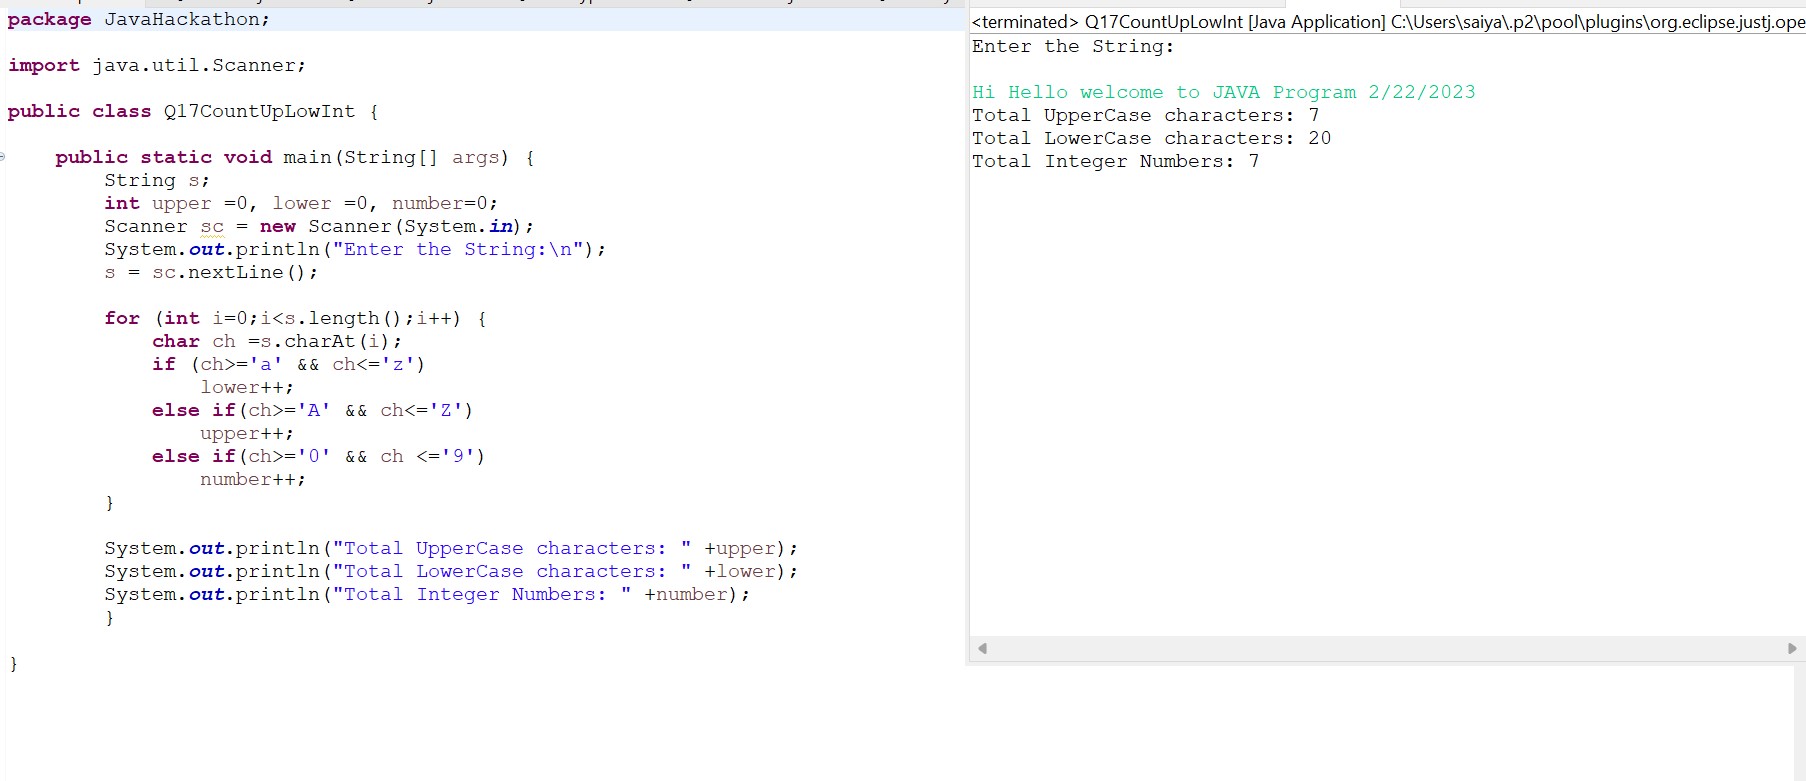 package JavaHackathon;
import java.util.Scanner;
public class Q17CountUpLowInt {
public static void main(String[] args) {
String s;
int upper =0, lower =0, number=0;
Scanner sc = new Scanner(System.in);
System.out.println("Enter the String:\n");
s = sc.nextLine();
for (int i=0;i<s.length();i++) {
char ch =s.charAt(i);
if (ch>='a' && ch<='z')
lower++;
else if(ch>='A' && ch<='Z')
upper++;
else if(ch>='0' && ch <='9')
number++;
}
System.out.println("Total UpperCase characters: " +upper);
System.out.println("Total LowerCase characters: " +lower);
System.out.println("Total Integer Numbers: " +number);
}
}
<terminated> Q17CountUpLowInt [Java Application] C:\Users\saiya\.p2\pool\plugins\org.eclipse.justj.ope
Enter the String:
Hi Hello welcome to JAVA Program 2/22/2023
Total UpperCase characters: 7
Total LowerCase characters: 20
Total Integer Numbers: 7